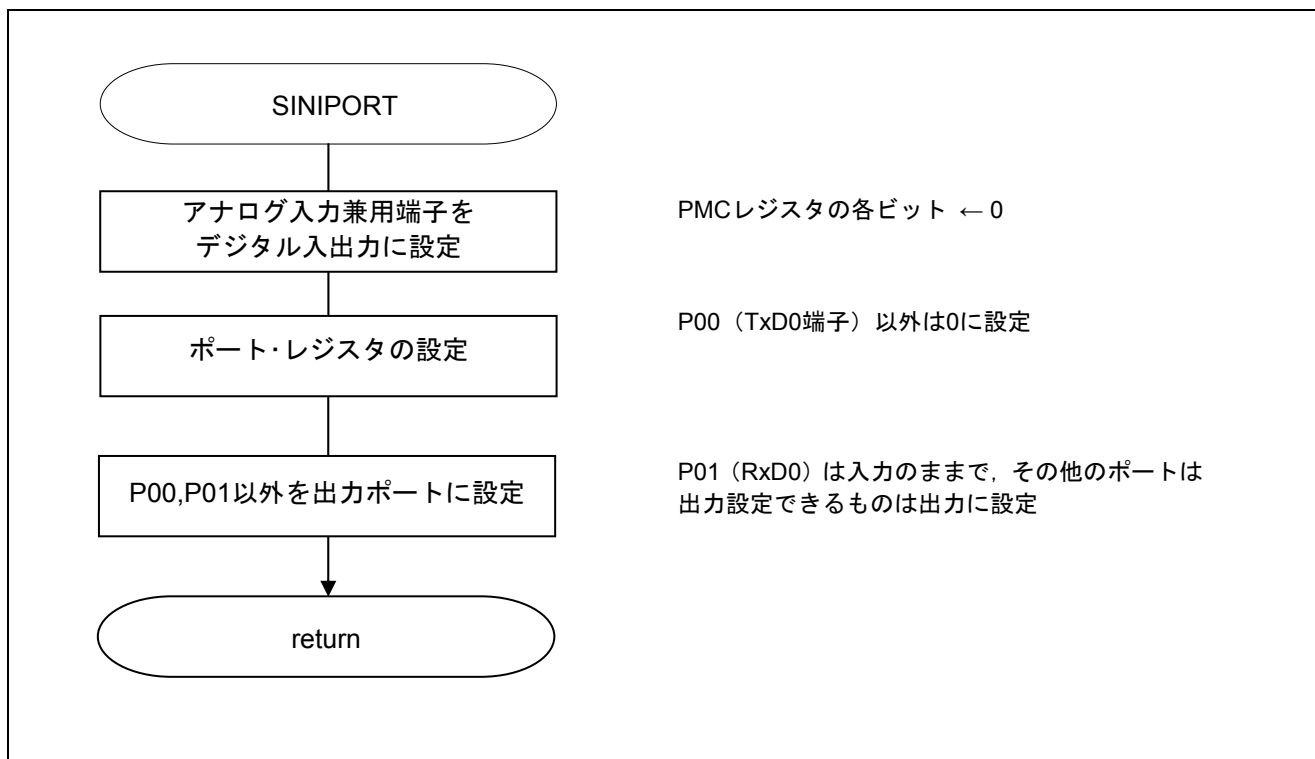 SINIPORT
アナログ入力兼用端子を
デジタル入出力に設定
PMCレジスタの各ビット ← 0
ポート・レジスタの設定
P00（TxD0端子）以外は0に設定
P00,P01以外を出力ポートに設定
P01（RxD0）は入力のままで，その他のポートは
出力設定できるものは出力に設定
return